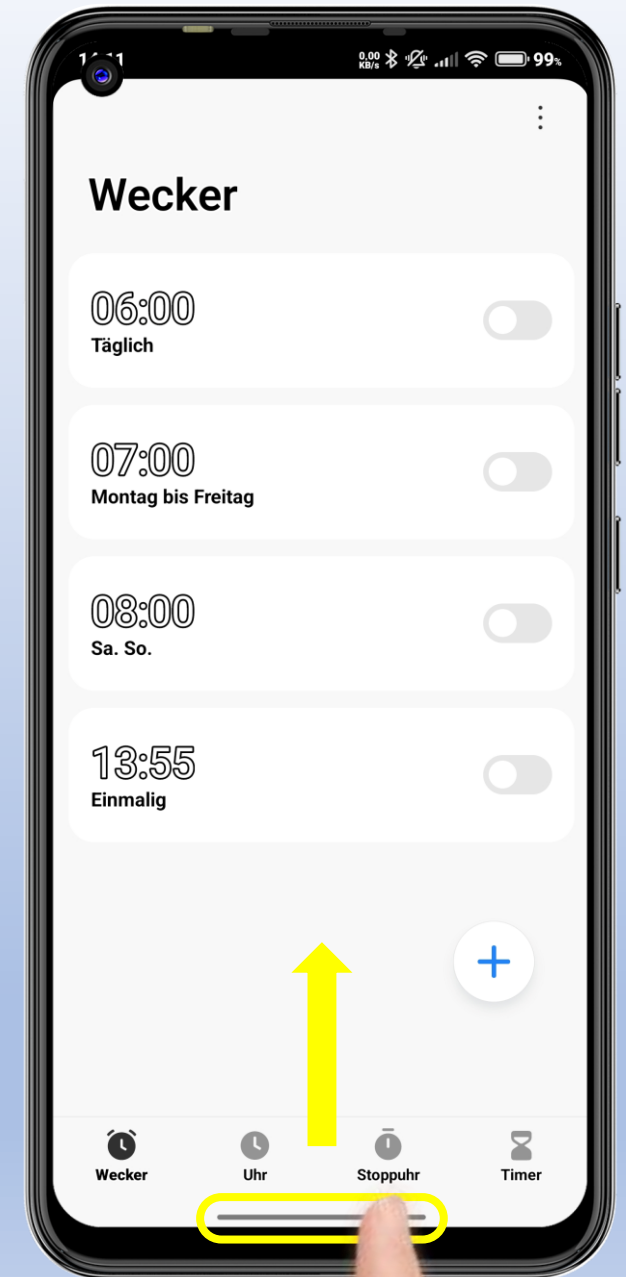 0,00
KB/s
99%
Wecker
06:00
Täglich
07:00
Montag bis Freitag
08:00
Sa. So.
13:55
Einmalig
Wecker Uhr Stoppuhr Timer